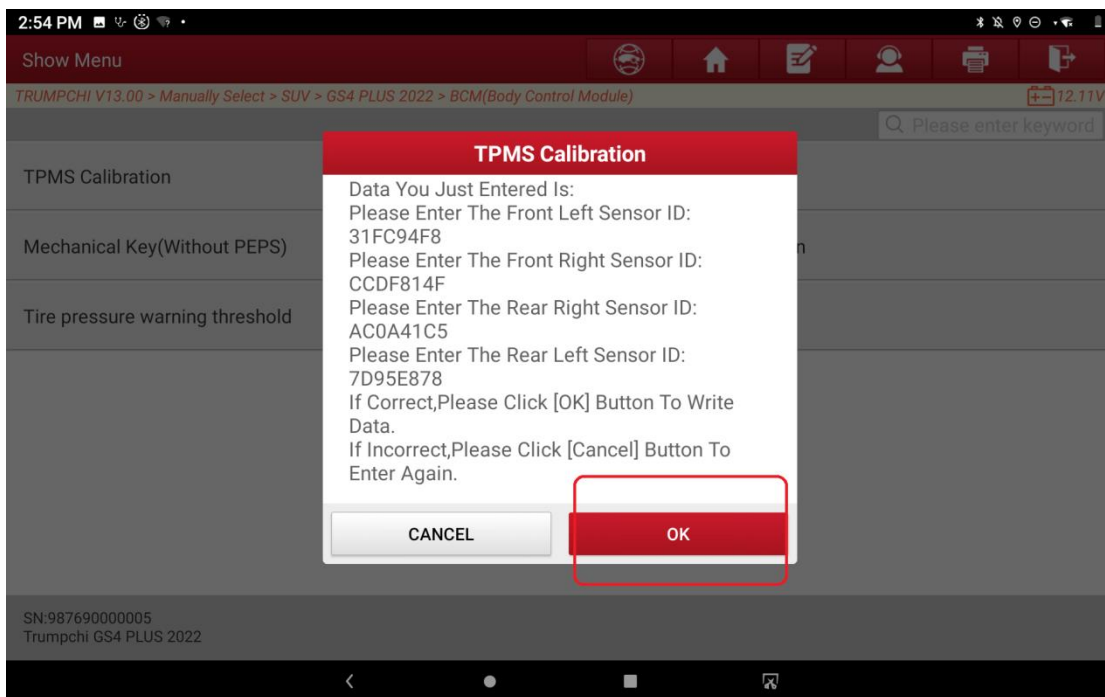 2:54 PM
Show Menu
TRUMPCHI V13.00 > Manually Select > SUV > GS4 PLUS 2022 > BCM(Body Control Module)
12.11V
Please enter keyword
TPMS Calibration
Mechanical Key(Without PEPS)
n
Tire pressure warning threshold
TPMS Calibration
Data You Just Entered Is:
Please Enter The Front Left Sensor ID:
31FC94F8
Please Enter The Front Right Sensor ID:
CCDF814F
Please Enter The Rear Right Sensor ID:
AC0A41C5
Please Enter The Rear Left Sensor ID:
7D95E878
If Correct,Please Click [OK] Button To Write
Data.
If Incorrect,Please Click [Cancel] Button To
Enter Again.
CANCEL
OK
SN:987690000005
Trumpchi GS4 PLUS 2022